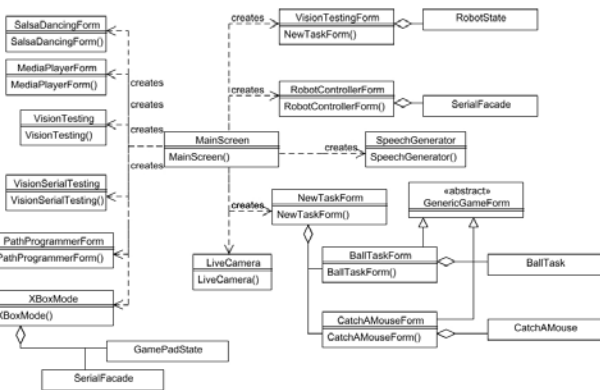 SalsaDancingForm
SalsaDancingForm()
MediaPlayerForm
MediaPlayerForm()
VisionTesting
VisionTesting()
VisionSerialTesting
VisionSerialTesting()
PathProgrammerForm
PathProgrammerForm()
XBoxMode
XBoxMode()
GamePadState
SerialFacade
creates
creates
creates
creates
MainScreen
MainScreen()
creates
VisionTestingForm
NewTaskForm()
RobotState
creates
RobotControllerForm
RobotControllerForm()
SerialFacade
creates
SpeechGenerator
SpeechGenerator()
creates
NewTaskForm
NewTaskForm()
LiveCamera
LiveCamera()
«abstract»
GenericGameForm
BallTaskForm
BallTaskForm()
BallTask
CatchAMouseForm
CatchAMouseForm()
CatchAMouse